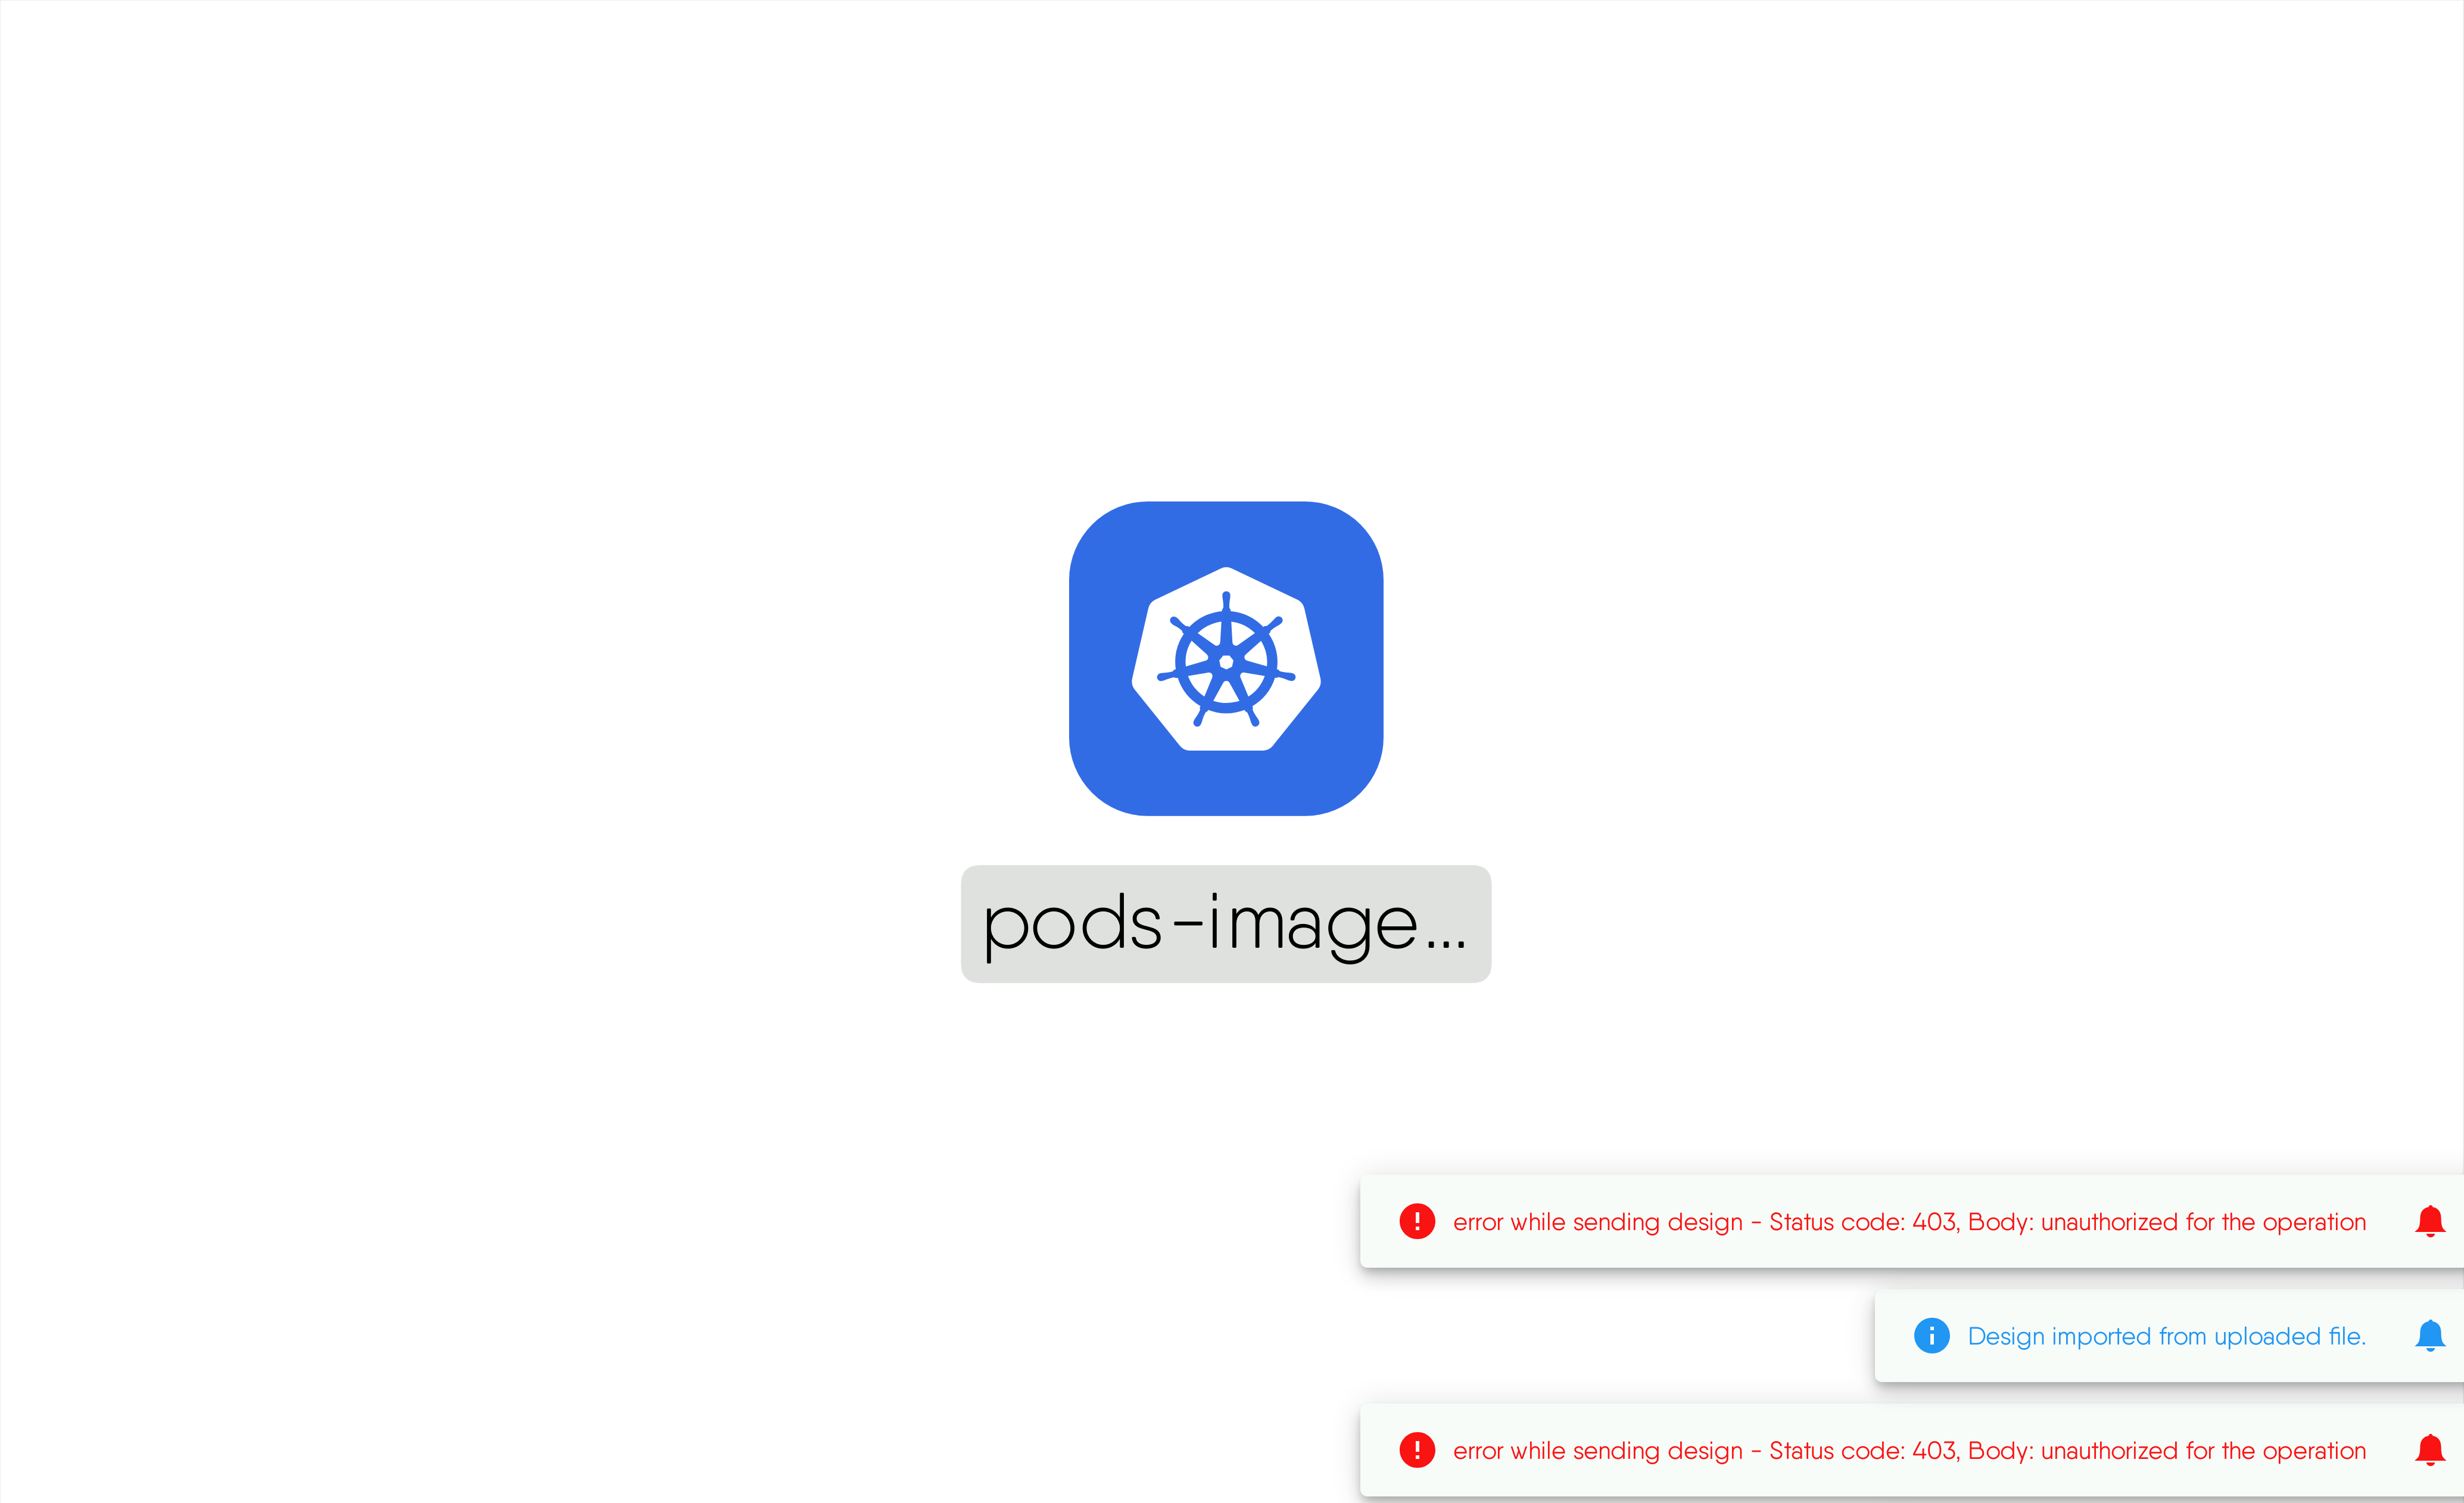 pods-image...
error while sending design - Status code: 403, Body: unauthorized for the operation
Design imported from uploaded file.
error while sending design - Status code: 403, Body: unauthorized for the operation